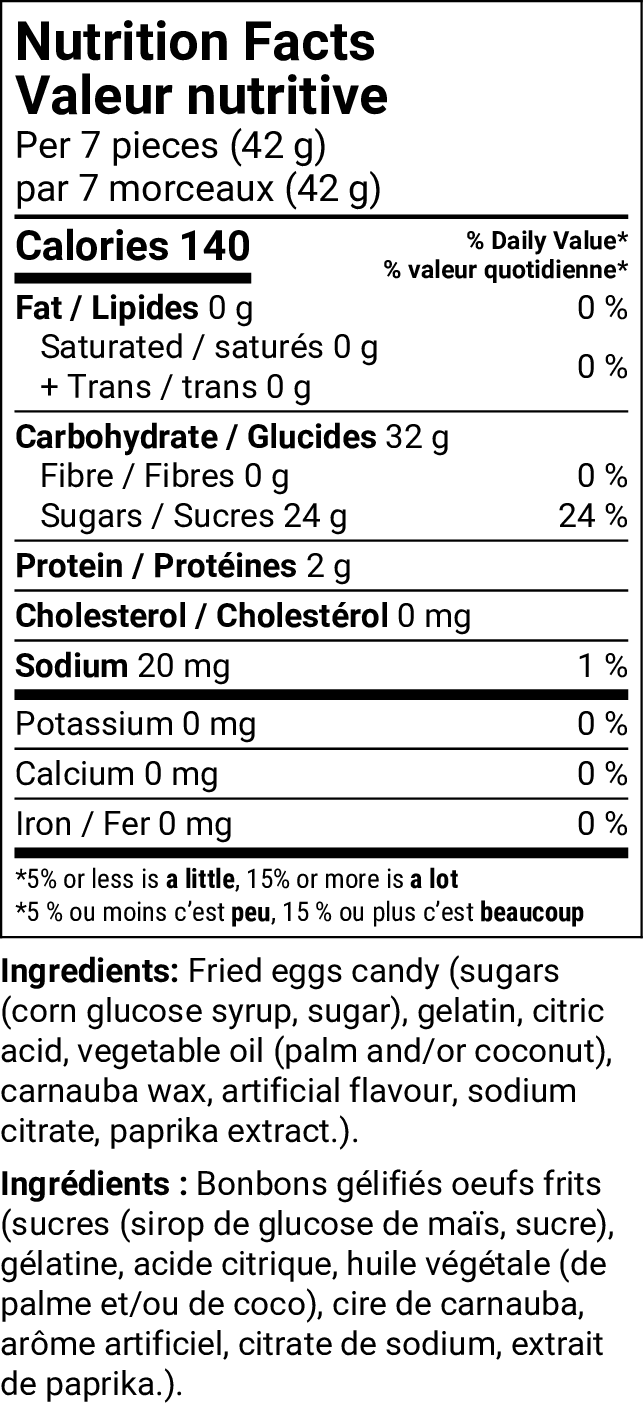 Nutrition Facts
Valeur nutritive
Per 7 pieces (42 g)
par 7 morceaux (42 g)
Calories 140
% Daily Value*
% valeur quotidienne*
Fat / Lipides 0 g 0 %
Saturated / saturés 0 g
+ Trans / trans 0 g
0 %
Carbohydrate / Glucides 32 g
Fibre / Fibres 0 g 0 %
Sugars / Sucres 24 g 24 %
Protein / Protéines 2 g
Cholesterol / Cholestérol 0 mg
Sodium 20 mg 1 %
Potassium 0 mg 0 %
Calcium 0 mg 0 %
Iron / Fer 0 mg 0 %
*5% or less is a little, 15% or more is a lot
*5 % ou moins c’est peu, 15 % ou plus c’est beaucoup
Ingredients: Fried eggs candy (sugars
(corn glucose syrup, sugar), gelatin, citric
acid, vegetable oil (palm and/or coconut),
carnauba wax, artificial flavour, sodium
citrate, paprika extract.).
Ingrédients : Bonbons gélifiés oeufs frits
(sucres (sirop de glucose de maïs, sucre),
gélatine, acide citrique, huile végétale (de
palme et/ou de coco), cire de carnauba,
arôme artificiel, citrate de sodium, extrait
de paprika.).